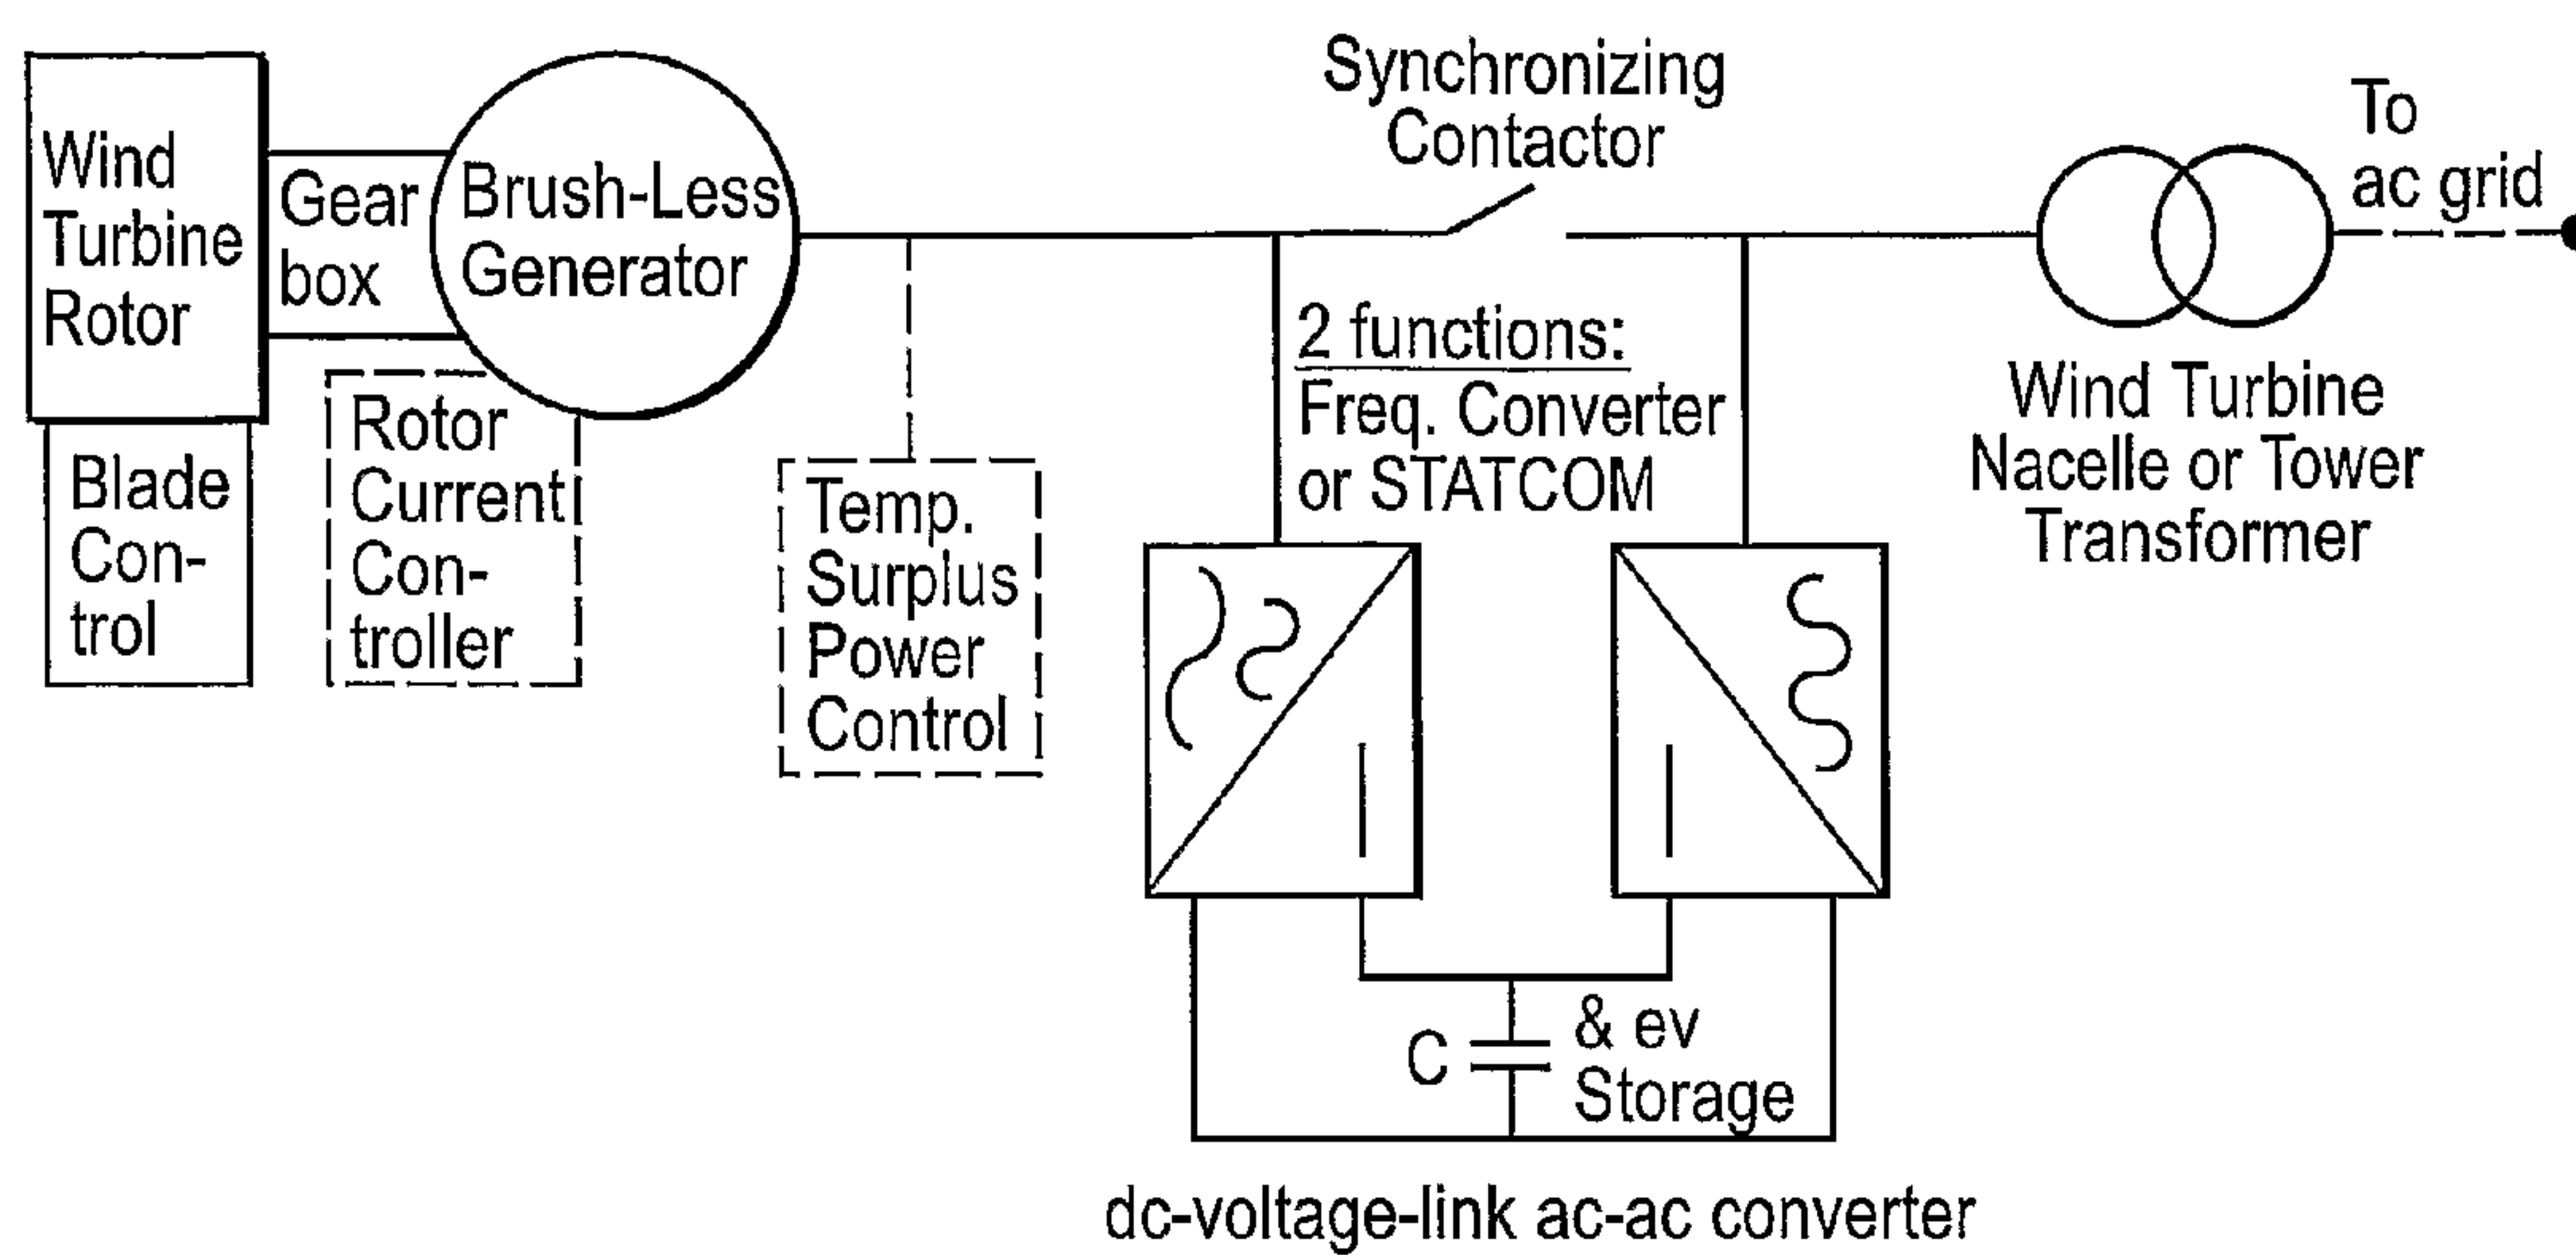 Wind
Turbine
Rotor
Gear
box
Brush-Less
Generator
Blade
Con-
trol
Rotor
Current
Con-
troller
Temp.
Surplus
Power
Control
Synchronizing
Contactor
2 functions:
Freq. Converter
or STATCOM
To
ac grid
Wind Turbine
Nacelle or Tower
Transformer
C
& ev
Storage
dc-voltage-link ac-ac converter